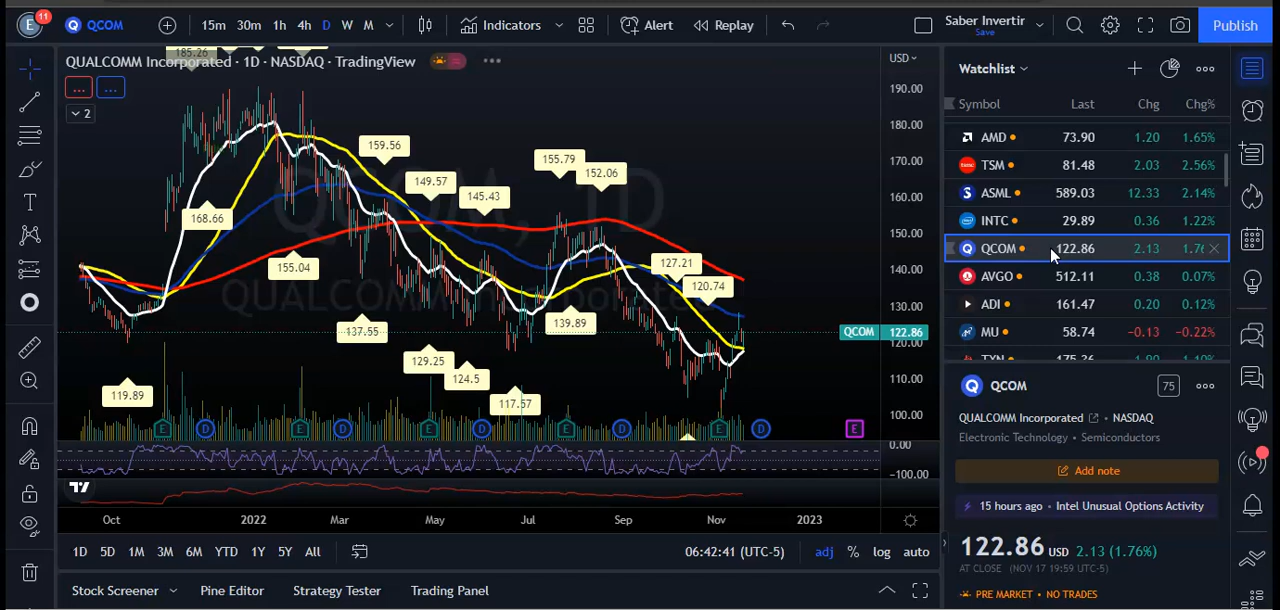 E 11 QCOM 15m 30m 1h 4h D W M Indicators Alert Replay Saber Invertir Save Publish
QUALCOMM Incorporated · 1D · NASDAQ · TradingView
USD
Watchlist
... ...
2
Symbol Last Chg Chg%
AMD 73.90 1.20 1.65%
TSM 81.48 2.03 2.56%
ASML 589.03 12.33 2.14%
INTC 29.89 0.36 1.22%
QCOM 122.86 2.13
AVGO 512.11 0.38 0.07%
ADI 161.47 0.20 0.12%
MU 58.74 −0.13 −0.22%
QCOM, 1D
QUALCOMM Incorporated
185.26
168.66
119.89
155.04
159.56
137.55
149.57
129.25
145.43
124.5
117.57
155.79
152.06
139.89
127.21
120.74
190.00
180.00
170.00
160.00
150.00
140.00
130.00
120.00
110.00
100.00
QCOM 122.86
0.00
−100.00
E D E D E D E D E D E
Oct 2022 Mar May Jul Sep Nov 2023
1D 5D 1M 3M 6M YTD 1Y 5Y All 06:42:41 (UTC-5) adj % log auto
Stock Screener Pine Editor Strategy Tester Trading Panel
QCOM 75
QUALCOMM Incorporated • NASDAQ
Electronic Technology • Semiconductors
Add note
15 hours ago • Intel Unusual Options Activity
122.86 USD 2.13 (1.76%)
AT CLOSE (NOV 17 19:59 UTC-5)
PRE MARKET • NO TRADES